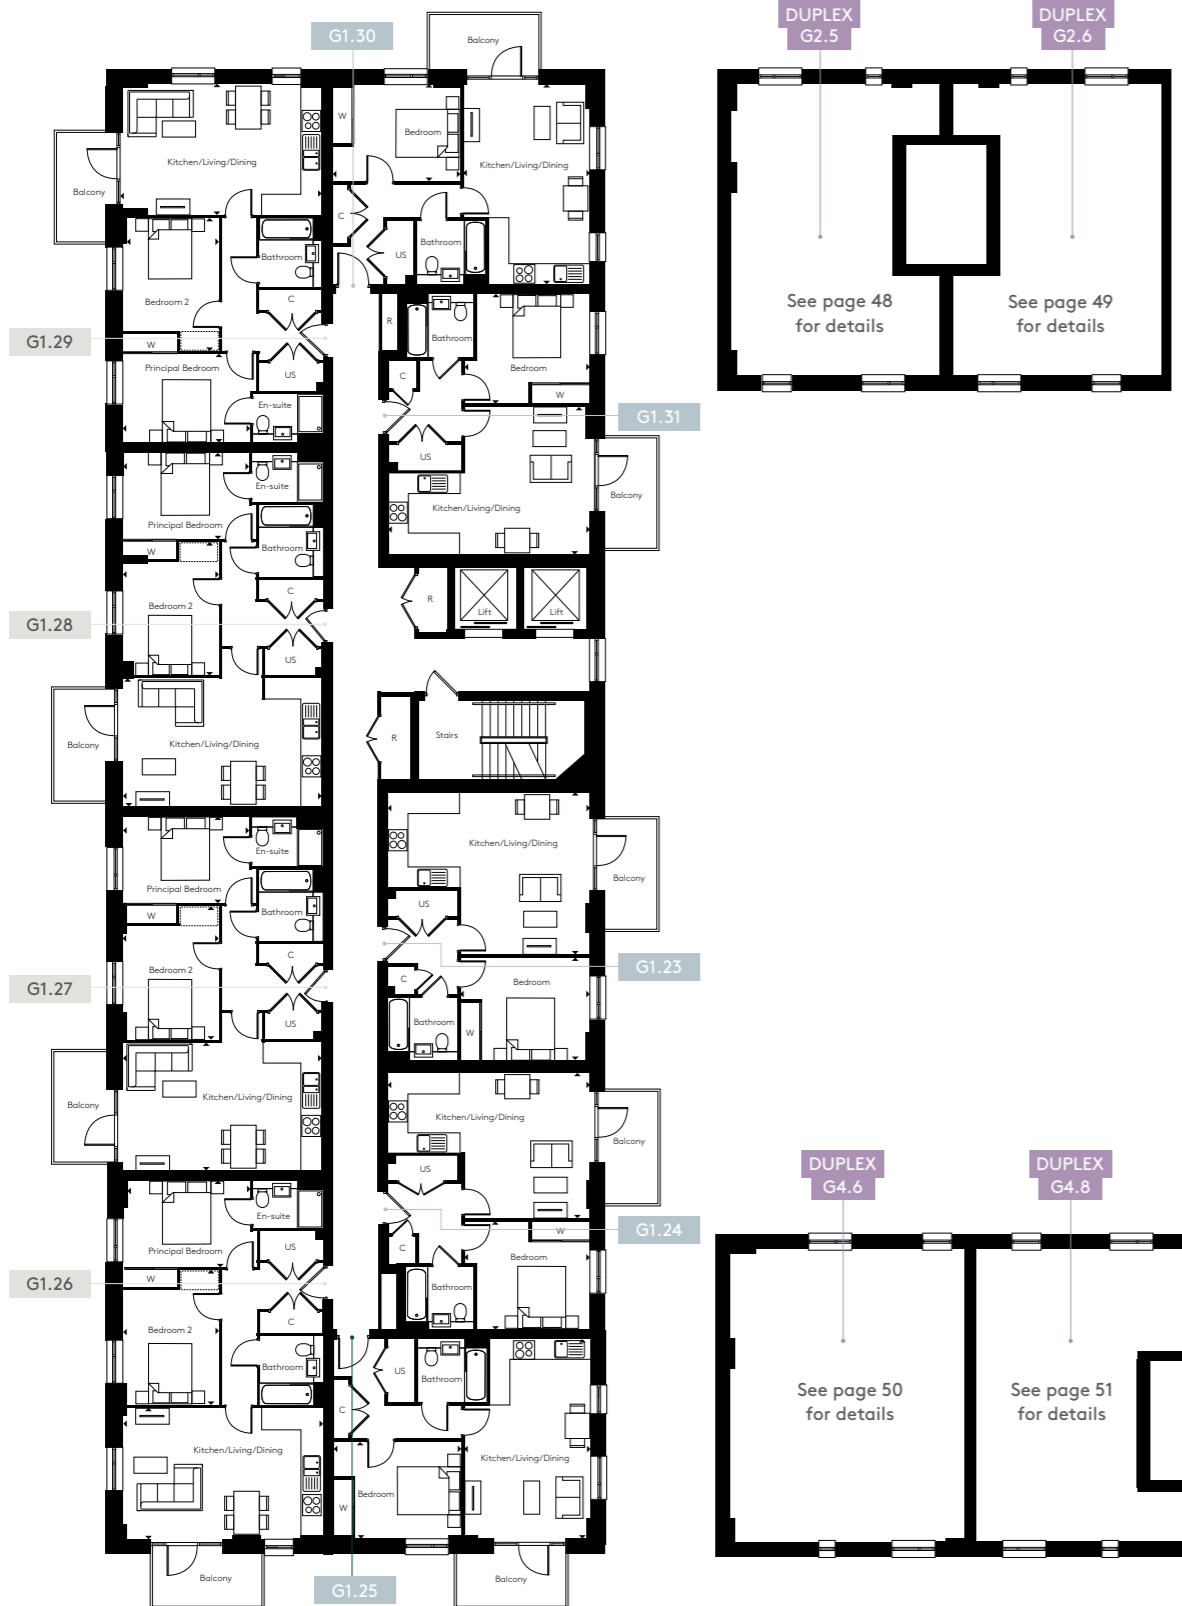 DUPLEX
G2.5
DUPLEX
G2.6
G1.30
Balcony
W
Bedroom
Kitchen/Living/Dining
Kitchen/Living/Dining
Balcony
C
Bathroom
US
Bathroom
Bedroom 2
C
R
Bathroom
G1.29
W
Principal Bedroom
US
C
Bedroom
W
En-suite
G1.31
US
En-suite
Principal Bedroom
Balcony
Kitchen/Living/Dining
Bathroom
W
C
Bedroom 2
R
Lift
Lift
G1.28
US
Balcony
Kitchen/Living/Dining
R
Stairs
En-suite
Principal Bedroom
Kitchen/Living/Dining
Balcony
W
Bathroom
US
C
Bedroom 2
G1.23
G1.27
US
C
Bedroom
Bathroom
W
Balcony
Kitchen/Living/Dining
Kitchen/Living/Dining
Balcony
US
En-suite
Principal Bedroom
US
W
G1.24
C
Bedroom
G1.26
W
Bathroom
C
Bedroom 2
Bathroom
US
Bathroom
C
Kitchen/Living/Dining
Kitchen/Living/Dining
W
Bedroom
Balcony
G1.25
Balcony
See page 48
for details
See page 49
for details
DUPLEX
G4.6
DUPLEX
G4.8
See page 50
for details
See page 51
for details